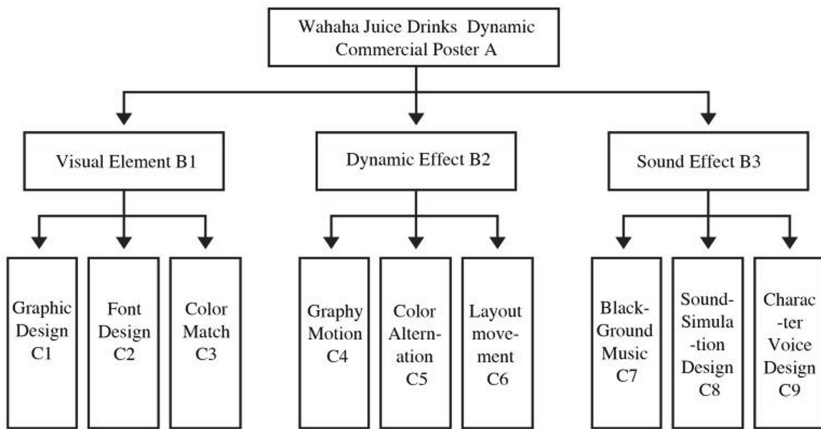 Wahaha Juice Drinks Dynamic
Commercial Poster A
Visual Element B1
Dynamic Effect B2
Sound Effect B3
Graphic
Design
C1
Font
Design
C2
Color
Match
C3
Graphy
Motion
C4
Color
Altern-
ation
C5
Layout
move-
ment
C6
Black-
Ground
Music
C7
Sound-
Simula
-tion
Design
C8
Charac
-ter
Voice
Design
C9